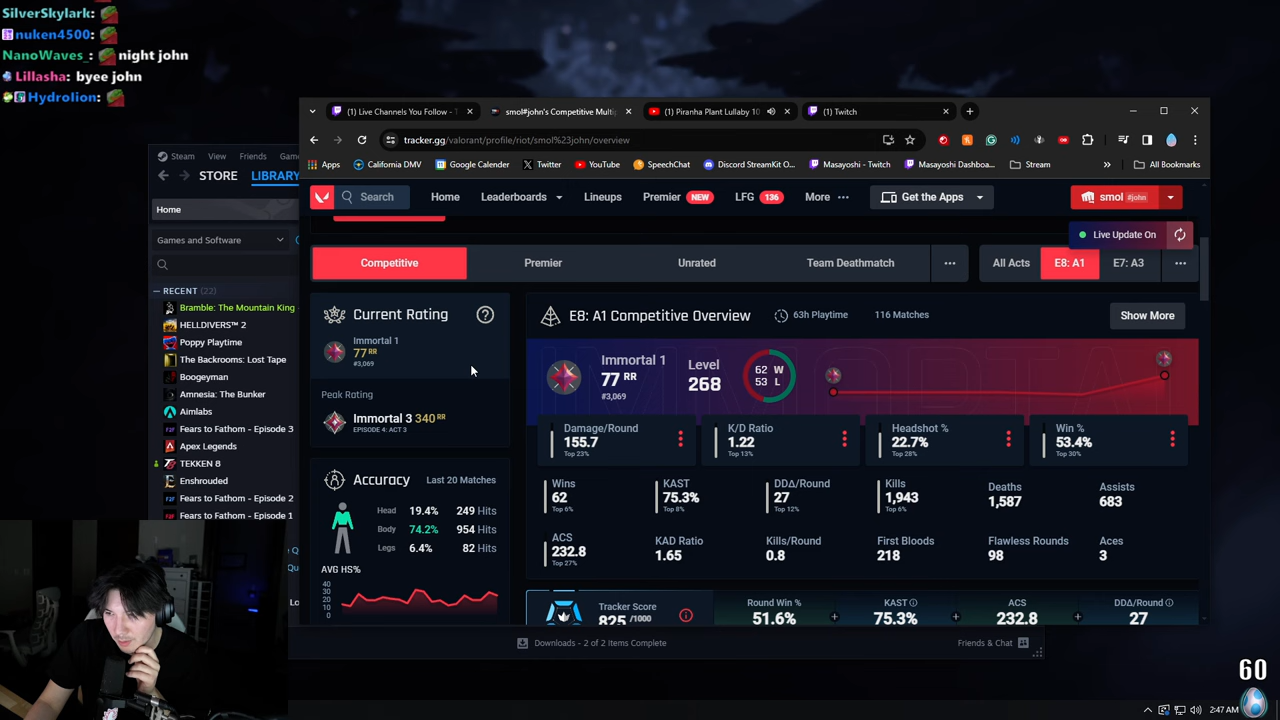 SilverSkylark:
nuken4500:
NanoWaves_: night john
Lillasha: byee john
Hydrolion:
(1) Live Channels You Follow - T
smol#john's Competitive Multip
(1) Piranha Plant Lullaby 10
(1) Twitch
tracker.gg/valorant/profile/riot/smol%23john/overview
Apps
California DMV
Google Calender
Twitter
YouTube
SpeechChat
Discord StreamKit O...
Masayoshi - Twitch
Masayoshi Dashboa...
Stream
All Bookmarks
Steam View Friends Game
STORE LIBRARY
Home
Games and Software
RECENT (22)
Bramble: The Mountain King
HELLDIVERS™ 2
Poppy Playtime
The Backrooms: Lost Tape
Boogeyman
Amnesia: The Bunker
Aimlabs
Fears to Fathom - Episode 3
Apex Legends
TEKKEN 8
Enshrouded
Fears to Fathom - Episode 2
Fears to Fathom - Episode 1
Search
Home
Leaderboards
Lineups
Premier NEW
LFG 136
More
Get the Apps
smol #john
Live Update On
Competitive
Premier
Unrated
Team Deathmatch
All Acts
E8: A1
E7: A3
Current Rating
Immortal 1
77 RR
#3,069
Peak Rating
Immortal 3 340 RR
EPISODE 4: ACT 3
Accuracy Last 20 Matches
Head 19.4% 249 Hits
Body 74.2% 954 Hits
Legs 6.4% 82 Hits
AVG HS%
40
30
20
10
0
E8: A1 Competitive Overview
63h Playtime
116 Matches
Show More
Immortal 1
77 RR
#3,069
Level
268
62 W
53 L
Damage/Round
155.7
Top 23%
K/D Ratio
1.22
Top 13%
Headshot %
22.7%
Top 28%
Win %
53.4%
Top 30%
Wins
62
Top 6%
KAST
75.3%
Top 8%
DDΔ/Round
27
Top 12%
Kills
1,943
Top 6%
Deaths
1,587
Assists
683
ACS
232.8
Top 27%
KAD Ratio
1.65
Kills/Round
0.8
First Bloods
218
Flawless Rounds
98
Aces
3
Tracker Score
825 /1000
Round Win %
51.6%
KAST
75.3%
ACS
232.8
DDΔ/Round
27
Downloads - 2 of 2 Items Complete
Friends & Chat
60
2:47 AM